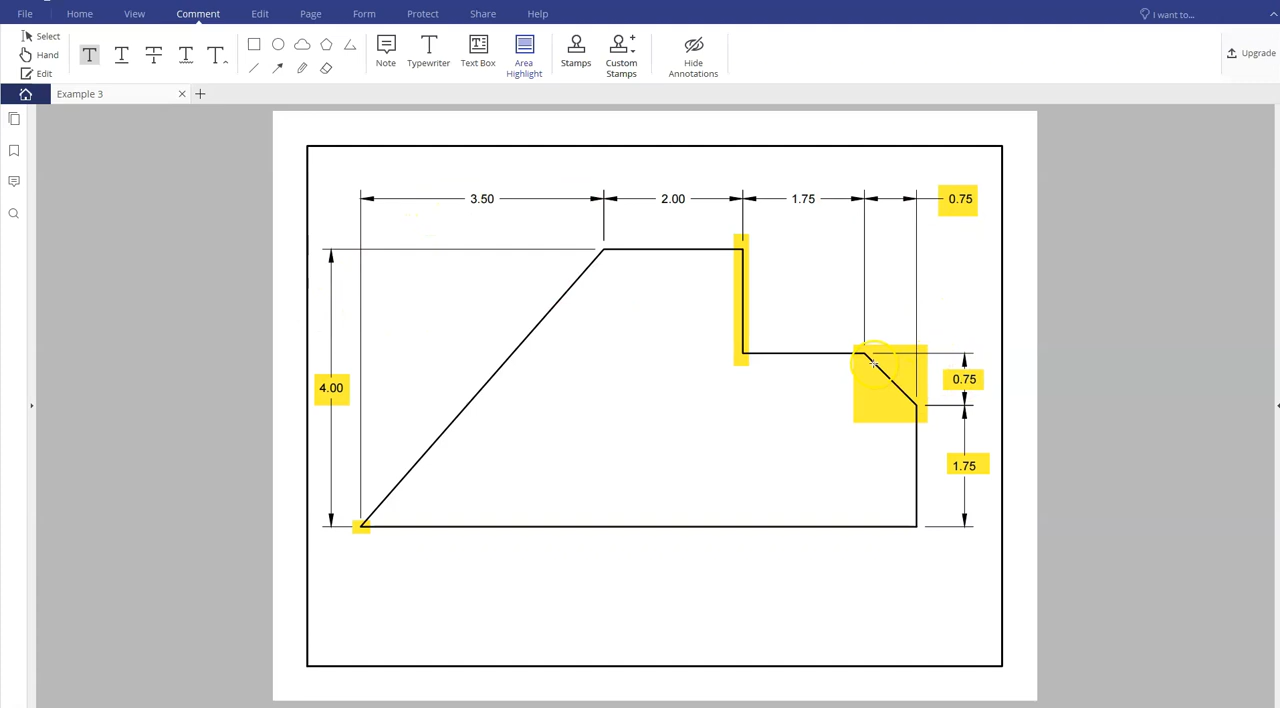 File Home View Comment Edit Page Form Protect Share Help I want to...
Select
Hand
Edit
Note Typewriter Text Box Area Highlight Stamps Custom Stamps Hide Annotations Upgrade
Example 3
3.50 2.00 1.75 0.75
4.00 0.75
1.75